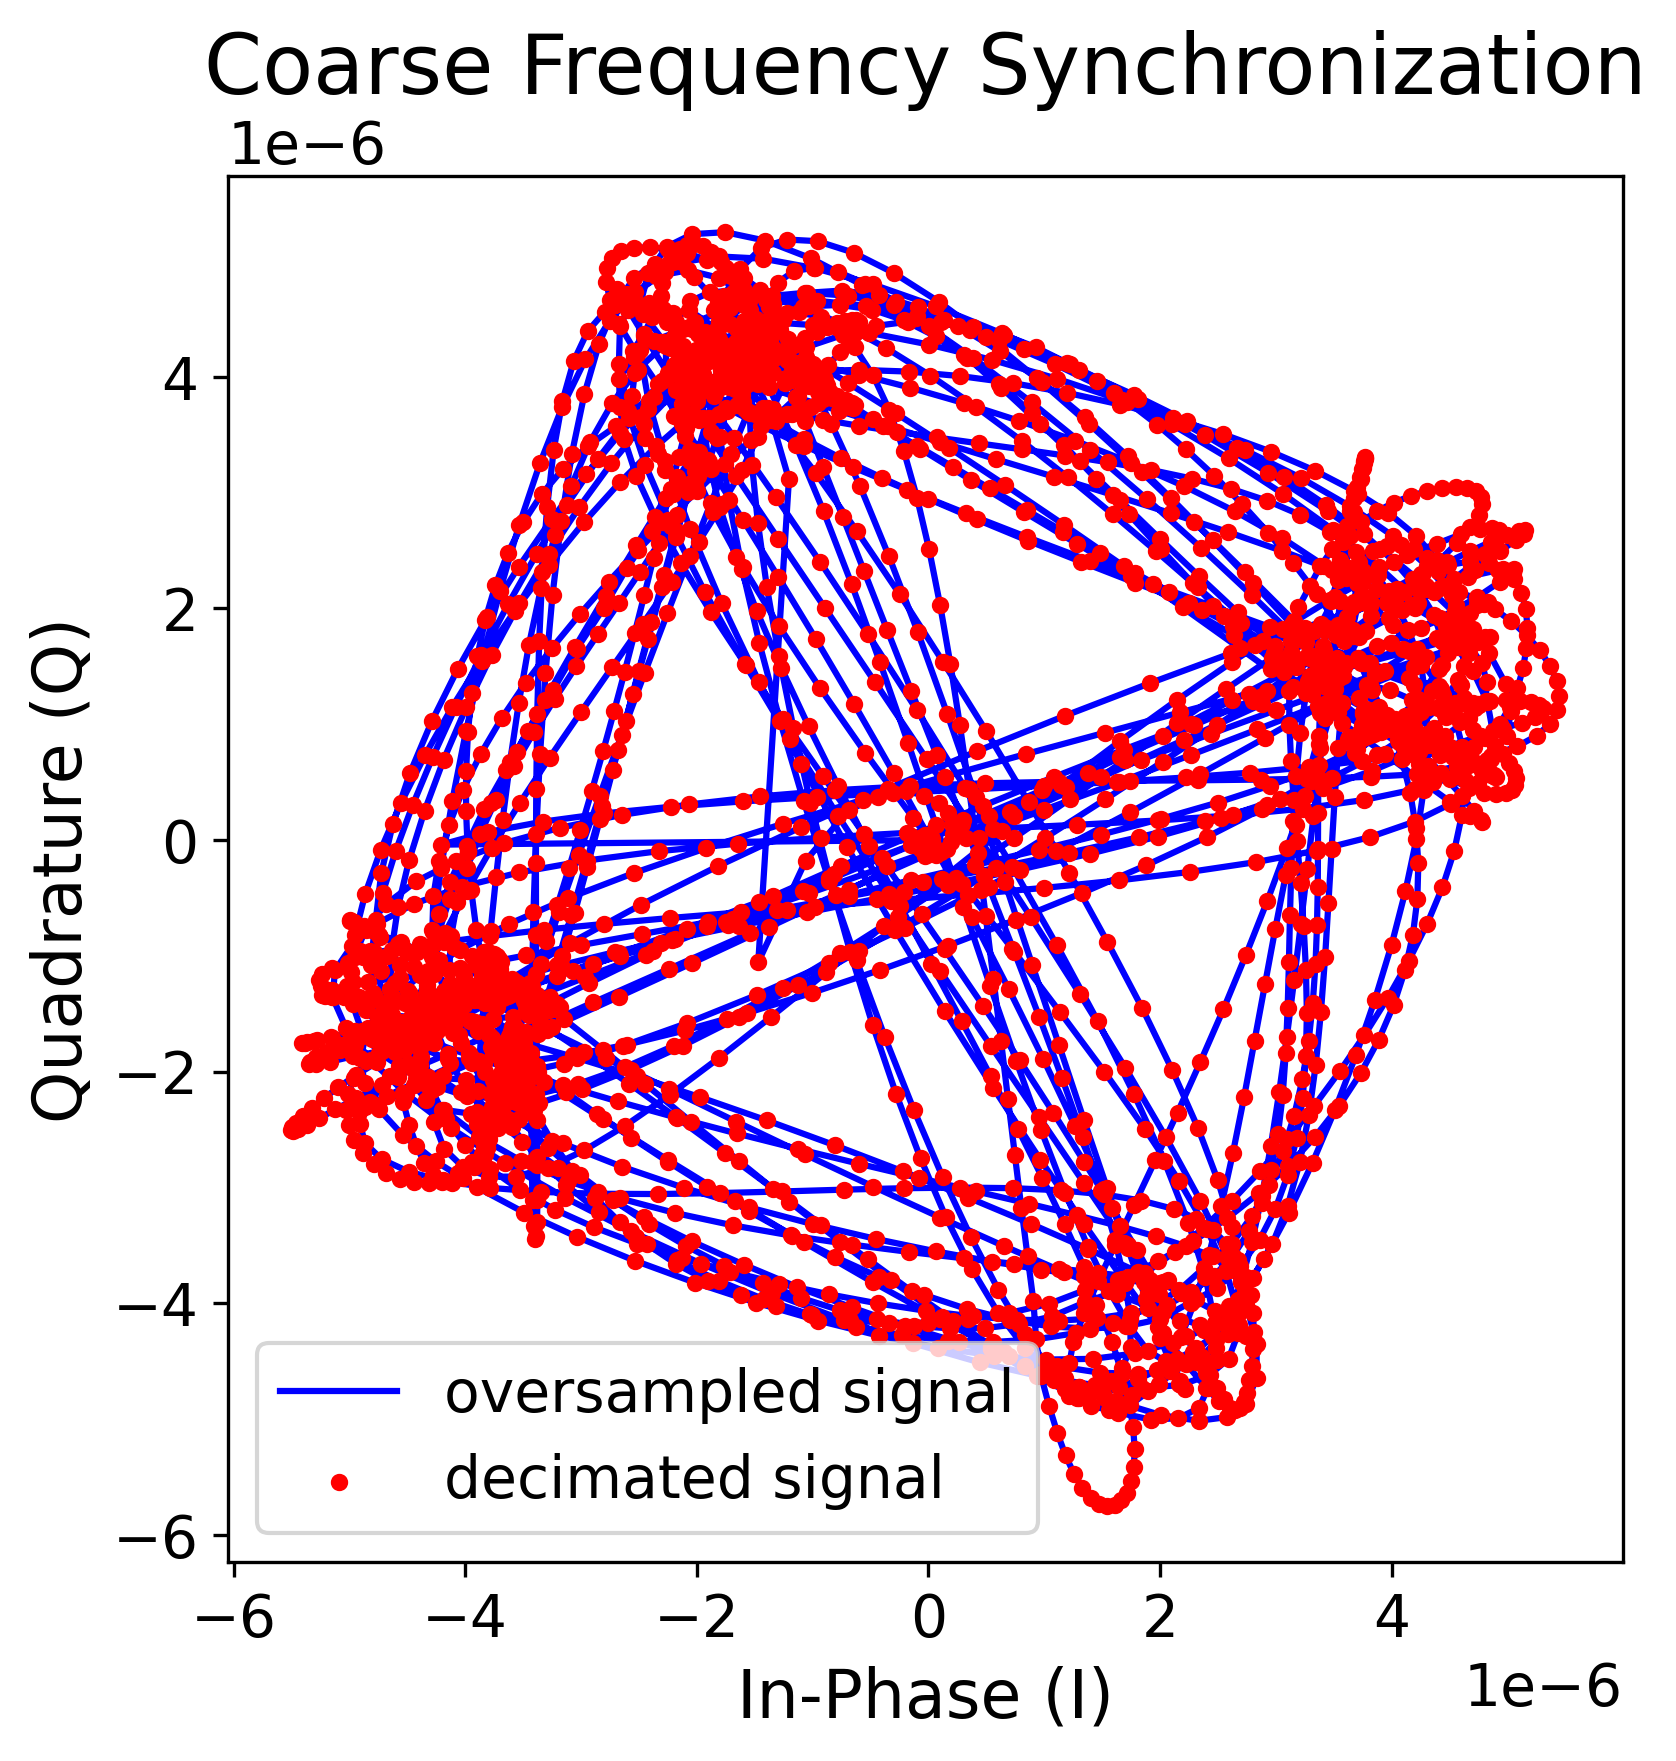 Coarse Frequency Synchronization
1e−6
4
2
0
−2
−4
−6
Quadrature (Q)
oversampled signal
decimated signal
−6 −4 −2 0 2 4
1e−6
In-Phase (I)